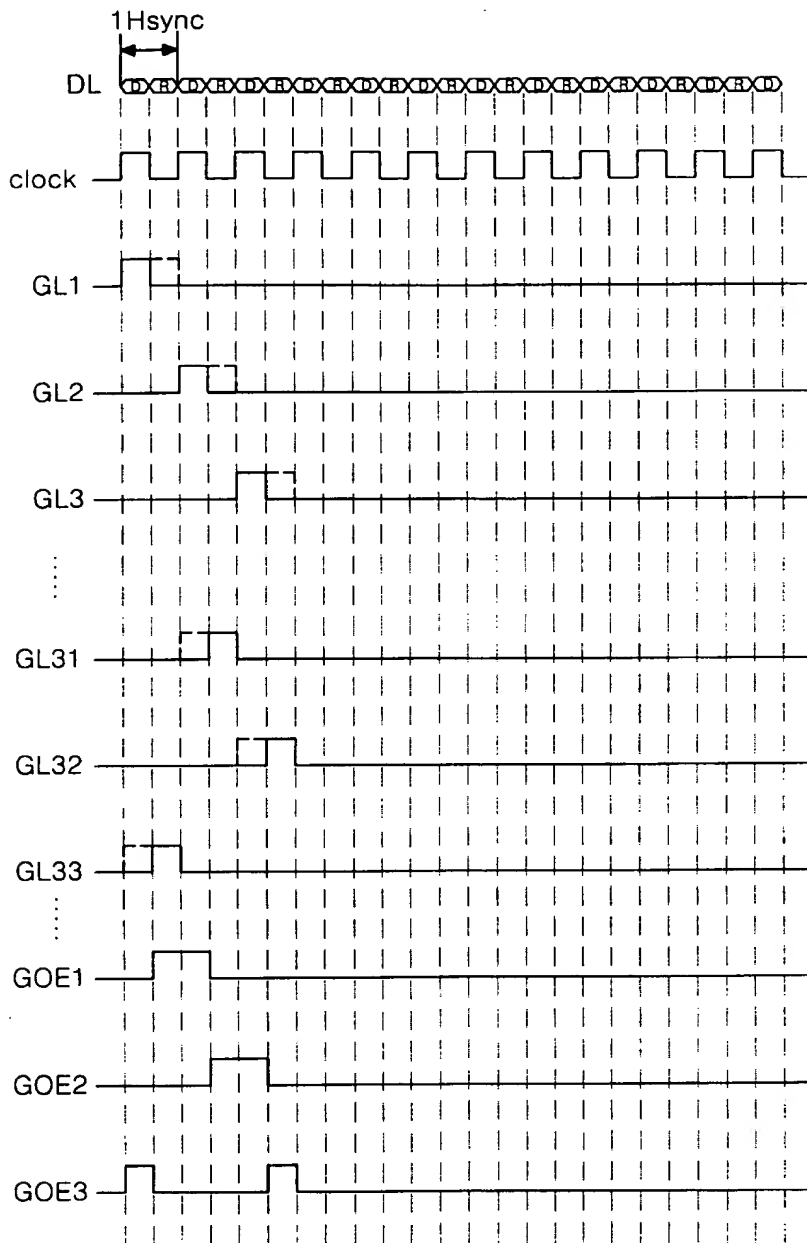 1Hsync
DL D R D R D R D R D R D R D R D R D R D R D R D
clock
GL1
GL2
GL3
GL31
GL32
GL33
GOE1
GOE2
GOE3